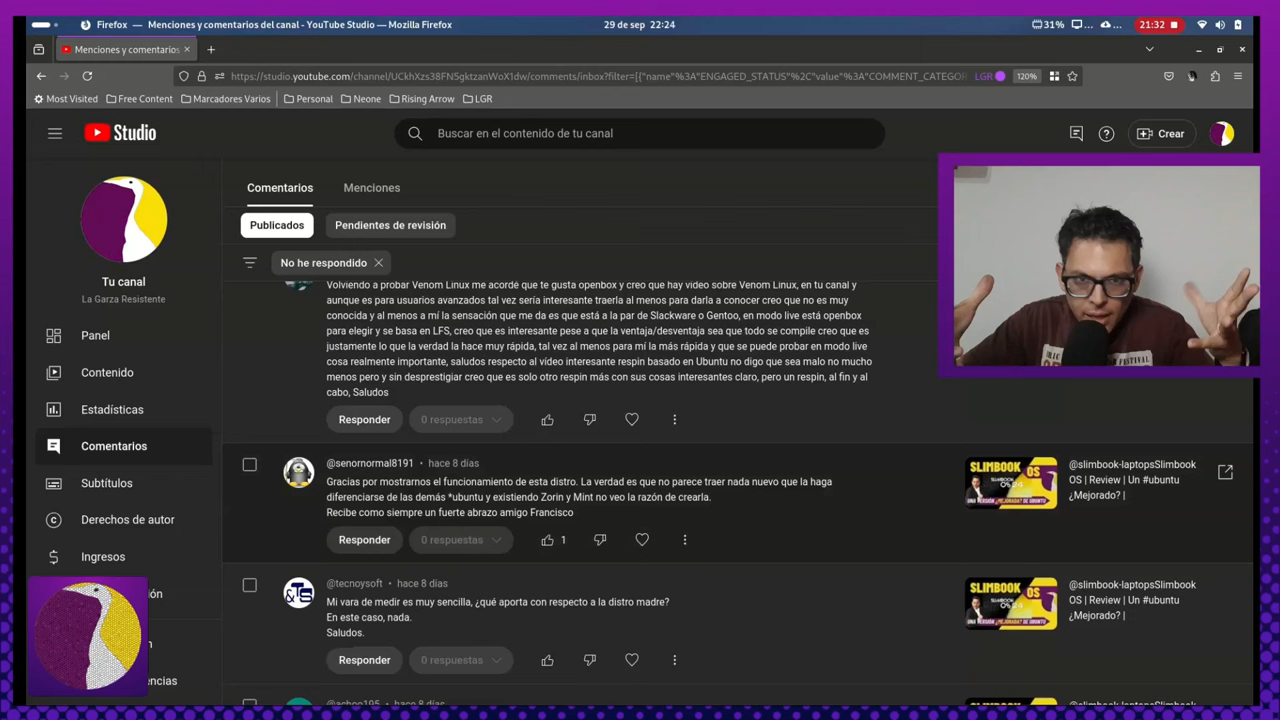 Firefox — Menciones y comentarios del canal - YouTube Studio — Mozilla Firefox
29 de sep 22:24
31%
21:32
Menciones y comentarios
https://studio.youtube.com/channel/UCkhXzs38FN5gktzanWoX1dw/comments/inbox?filter=[{"name"%3A"ENGAGED_STATUS"%2C"value"%3A"COMMENT_CATEGOR
LGR
120%
Most Visited
Free Content
Marcadores Varios
Personal
Neone
Rising Arrow
LGR
Studio
Buscar en el contenido de tu canal
Crear
Tu canal
La Garza Resistente
Panel
Contenido
Estadísticas
Comentarios
Subtítulos
Derechos de autor
Ingresos
Comentarios
Menciones
Publicados
Pendientes de revisión
No he respondido
Volviendo a probar Venom Linux me acordé que te gusta openbox y creo que hay video sobre Venom Linux, en tu canal y
aunque es para usuarios avanzados tal vez sería interesante traerla al menos para darla a conocer creo que no es muy
conocida y al menos a mí la sensación que me da es que está a la par de Slackware o Gentoo, en modo live está openbox
para elegir y se basa en LFS, creo que es interesante pese a que la ventaja/desventaja sea que todo se compile creo que es
justamente lo que la verdad la hace muy rápida, tal vez al menos para mí la más rápida y que se puede probar en modo live
cosa realmente importante, saludos respecto al vídeo interesante respin basado en Ubuntu no digo que sea malo no mucho
menos pero y sin desprestigiar creo que es solo otro respin más con sus cosas interesantes claro, pero un respin, al fin y al
cabo, Saludos
Responder
0 respuestas
@senornormal8191 • hace 8 días
Gracias por mostrarnos el funcionamiento de esta distro. La verdad es que no parece traer nada nuevo que la haga
diferenciarse de las demás *ubuntu y existiendo Zorin y Mint no veo la razón de crearla.
Recibe como siempre un fuerte abrazo amigo Francisco
Responder
0 respuestas
1
SLIMBOOK
OS
@slimbook-laptopsSlimbook
OS | Review | Un #ubuntu
¿Mejorado? |
@tecnoysoft • hace 8 días
Mi vara de medir es muy sencilla, ¿qué aporta con respecto a la distro madre?
En este caso, nada.
Saludos.
Responder
0 respuestas
SLIMBOOK
@slimbook-laptopsSlimbook
OS | Review | Un #ubuntu
¿Mejorado? |